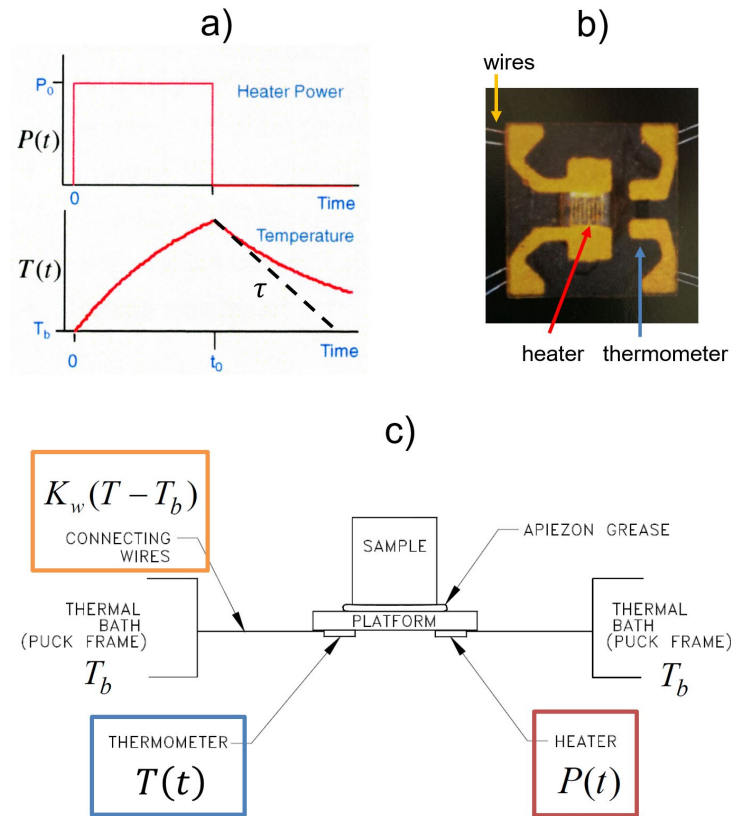 a)
P₀
Heater Power
P(t)
0
Time
Temperature
T(t)
τ
T_b
Time
0
t₀
b)
wires
heater
thermometer
c)
K_w(T − T_b)
CONNECTING
WIRES
SAMPLE
APIEZON GREASE
THERMAL
BATH
(PUCK FRAME)
T_b
PLATFORM
THERMAL
BATH
(PUCK FRAME)
T_b
THERMOMETER
T(t)
HEATER
P(t)